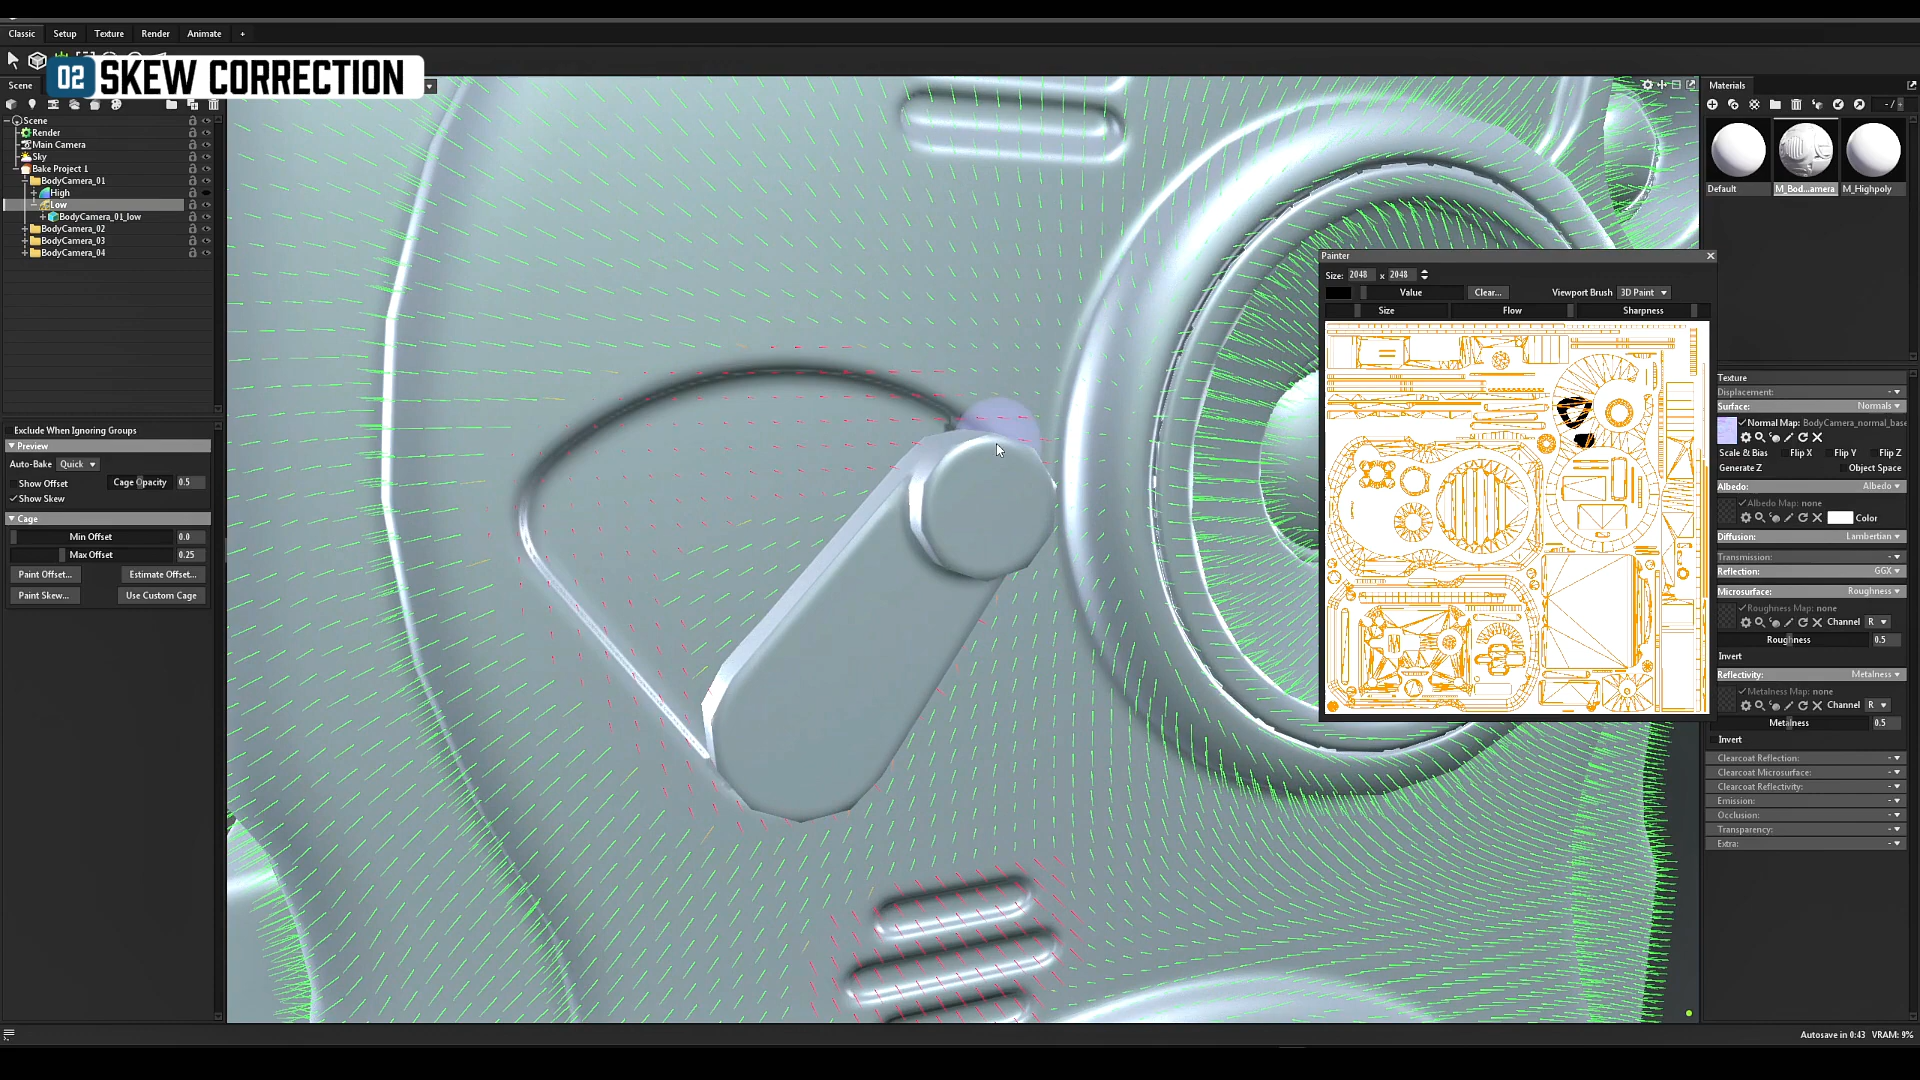 Classic Setup Texture Render Animate +
02 SKEW CORRECTION
Scene
Scene
Render
Main Camera
Sky
Bake Project 1
BodyCamera_01
High
Low
BodyCamera_01_low
BodyCamera_02
BodyCamera_03
BodyCamera_04
Exclude When Ignoring Groups
Preview
Auto-Bake Quick
Show Offset Cage Opacity 0.5
Show Skew
Cage
Min Offset 0.0
Max Offset 0.25
Paint Offset... Estimate Offset...
Paint Skew... Use Custom Cage
Painter
Size: 2048 x 2048
Value Clear... Viewport Brush 3D Paint
Size Flow Sharpness
Materials
- /
Default M_Bod...amera M_Highpoly
Texture
Displacement: -
Surface: Normals
Normal Map: BodyCamera_normal_base
Scale & Bias Flip X Flip Y Flip Z
Generate Z Object Space
Albedo: Albedo
Albedo Map: none
Color
Diffusion: Lambertian
Transmission: -
Reflection: GGX
Microsurface: Roughness
Roughness Map: none
Channel R
Roughness 0.5
Invert
Reflectivity: Metalness
Metalness Map: none
Channel R
Metalness 0.5
Invert
Clearcoat Reflection: -
Clearcoat Microsurface: -
Clearcoat Reflectivity: -
Emission: -
Occlusion: -
Transparency: -
Extra: -
Autosave in 0:43 VRAM: 9%